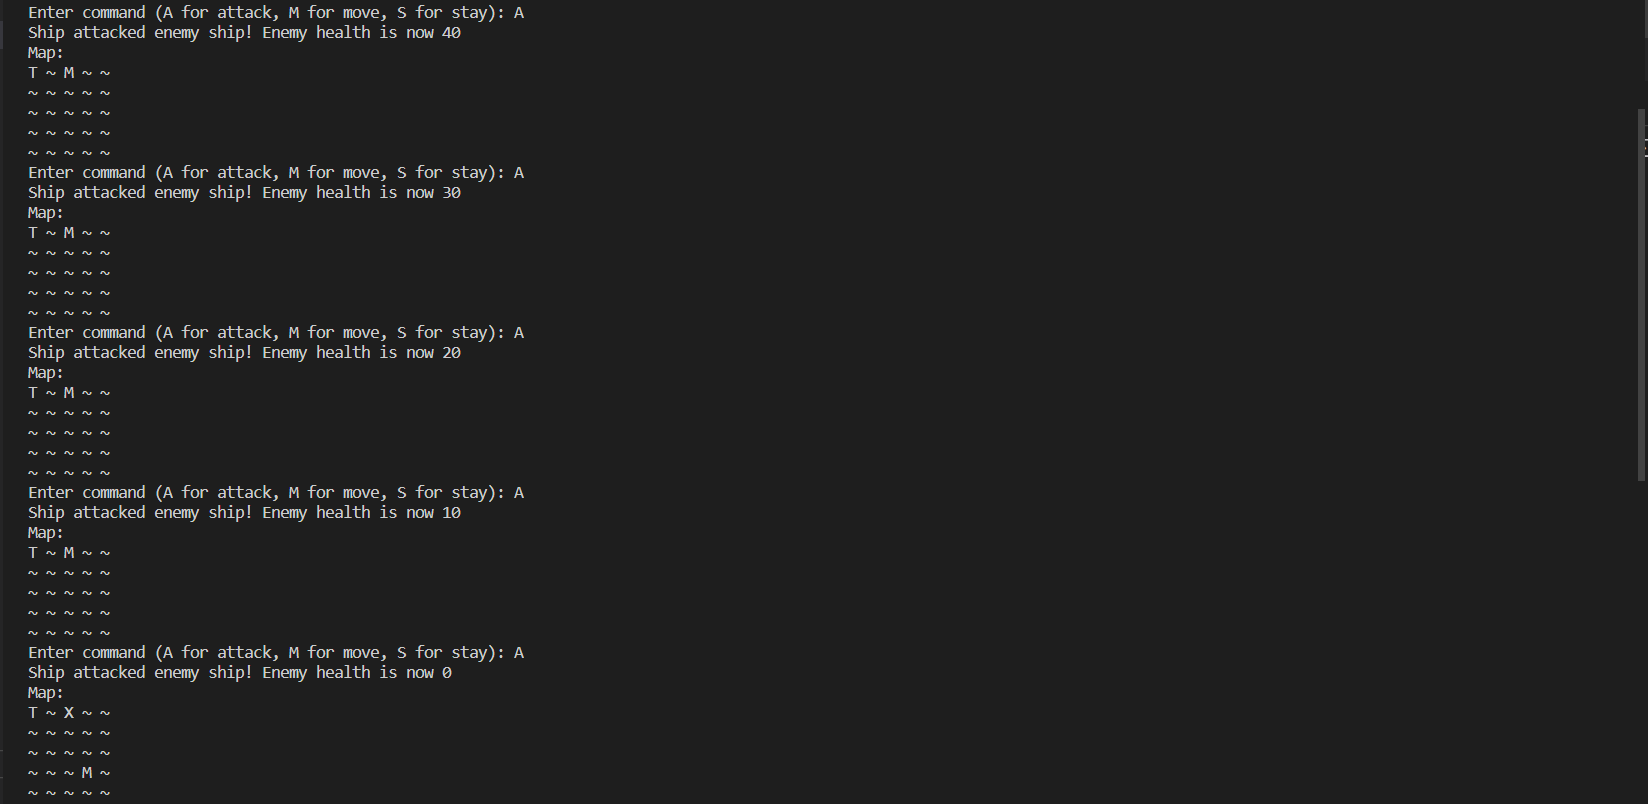 Enter command (A for attack, M for move, S for stay): A
Ship attacked enemy ship! Enemy health is now 40
Map:
T ~ M ~ ~
~ ~ ~ ~ ~
~ ~ ~ ~ ~
~ ~ ~ ~ ~
~ ~ ~ ~ ~
Enter command (A for attack, M for move, S for stay): A
Ship attacked enemy ship! Enemy health is now 30
Map:
T ~ M ~ ~
~ ~ ~ ~ ~
~ ~ ~ ~ ~
~ ~ ~ ~ ~
~ ~ ~ ~ ~
Enter command (A for attack, M for move, S for stay): A
Ship attacked enemy ship! Enemy health is now 20
Map:
T ~ M ~ ~
~ ~ ~ ~ ~
~ ~ ~ ~ ~
~ ~ ~ ~ ~
~ ~ ~ ~ ~
Enter command (A for attack, M for move, S for stay): A
Ship attacked enemy ship! Enemy health is now 10
Map:
T ~ M ~ ~
~ ~ ~ ~ ~
~ ~ ~ ~ ~
~ ~ ~ ~ ~
~ ~ ~ ~ ~
Enter command (A for attack, M for move, S for stay): A
Ship attacked enemy ship! Enemy health is now 0
Map:
T ~ X ~ ~
~ ~ ~ ~ ~
~ ~ ~ ~ ~
~ ~ ~ M ~
~ ~ ~ ~ ~